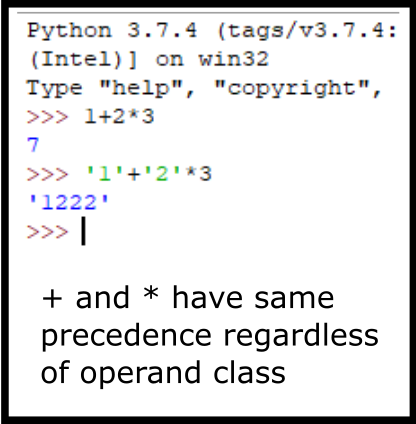 Python 3.7.4 (tags/v3.7.4:
(Intel)] on win32
Type "help", "copyright",
>>> 1+2*3
7
>>> '1'+'2'*3
'1222'
>>>
+ and * have same
precedence regardless
of operand class